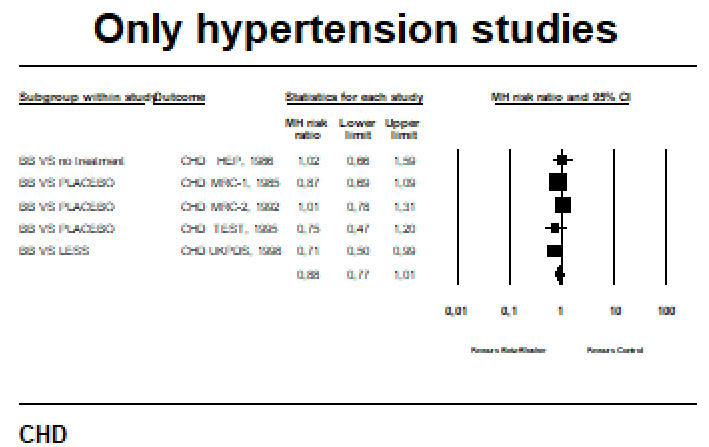 Only hypertension studies
Subgroup within study Outcome Statistics for each study MH risk ratio and 95% CI
MH risk ratio Lower limit Upper limit
BB VS no treatment CHD HEP, 1986 1,02 0,66 1,59
BB VS PLACEBO CHD MRC-1, 1985 0,87 0,69 1,09
BB VS PLACEBO CHD MRC-2, 1992 1,01 0,78 1,31
BB VS PLACEBO CHD TEST, 1995 0,75 0,47 1,20
BB VS LESS CHD UKPDS, 1998 0,71 0,50 0,99
0,88 0,77 1,01
0,01 0,1 1 10 100
Favours Beta-Blocker Favours Control
CHD